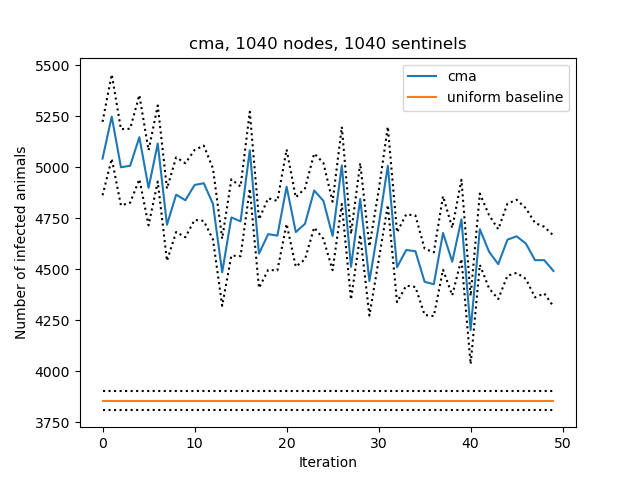 cma, 1040 nodes, 1040 sentinels
cma
uniform baseline
Number of infected animals
5500
5250
5000
4750
4500
4250
4000
3750
0 10 20 30 40 50
Iteration